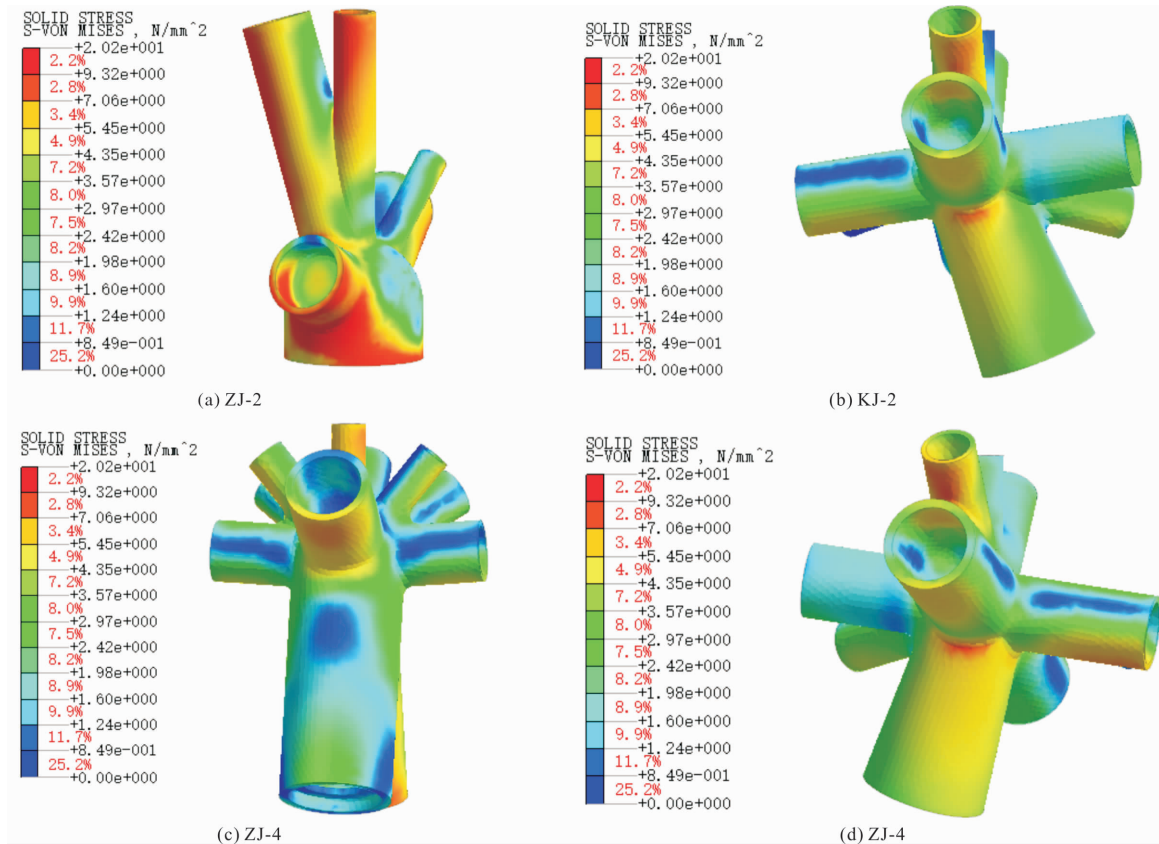 SOLID STRESS
S-VON MISES , N/mm^2
+2.02e+001
2.2%
+9.32e+000
2.8%
+7.06e+000
3.4%
+5.45e+000
4.9%
+4.35e+000
7.2%
+3.57e+000
8.0%
+2.97e+000
7.5%
+2.42e+000
8.2%
+1.98e+000
8.9%
+1.60e+000
9.9%
+1.24e+000
11.7%
+8.49e-001
25.2%
+0.00e+000
(a) ZJ-2
SOLID STRESS
S-VON MISES , N/mm^2
+2.02e+001
2.2%
+9.32e+000
2.8%
+7.06e+000
3.4%
+5.45e+000
4.9%
+4.35e+000
7.2%
+3.57e+000
8.0%
+2.97e+000
7.5%
+2.42e+000
8.2%
+1.98e+000
8.9%
+1.60e+000
9.9%
+1.24e+000
11.7%
+8.49e-001
25.2%
+0.00e+000
(b) KJ-2
SOLID STRESS
S-VON MISES , N/mm^2
+2.02e+001
2.2%
+9.32e+000
2.8%
+7.06e+000
3.4%
+5.45e+000
4.9%
+4.35e+000
7.2%
+3.57e+000
8.0%
+2.97e+000
7.5%
+2.42e+000
8.2%
+1.98e+000
8.9%
+1.60e+000
9.9%
+1.24e+000
11.7%
+8.49e-001
25.2%
+0.00e+000
(c) ZJ-4
SOLID STRESS
S-VON MISES , N/mm^2
+2.02e+001
2.2%
+9.32e+000
2.8%
+7.06e+000
3.4%
+5.45e+000
4.9%
+4.35e+000
7.2%
+3.57e+000
8.0%
+2.97e+000
7.5%
+2.42e+000
8.2%
+1.98e+000
8.9%
+1.60e+000
9.9%
+1.24e+000
11.7%
+8.49e-001
25.2%
+0.00e+000
(d) ZJ-4